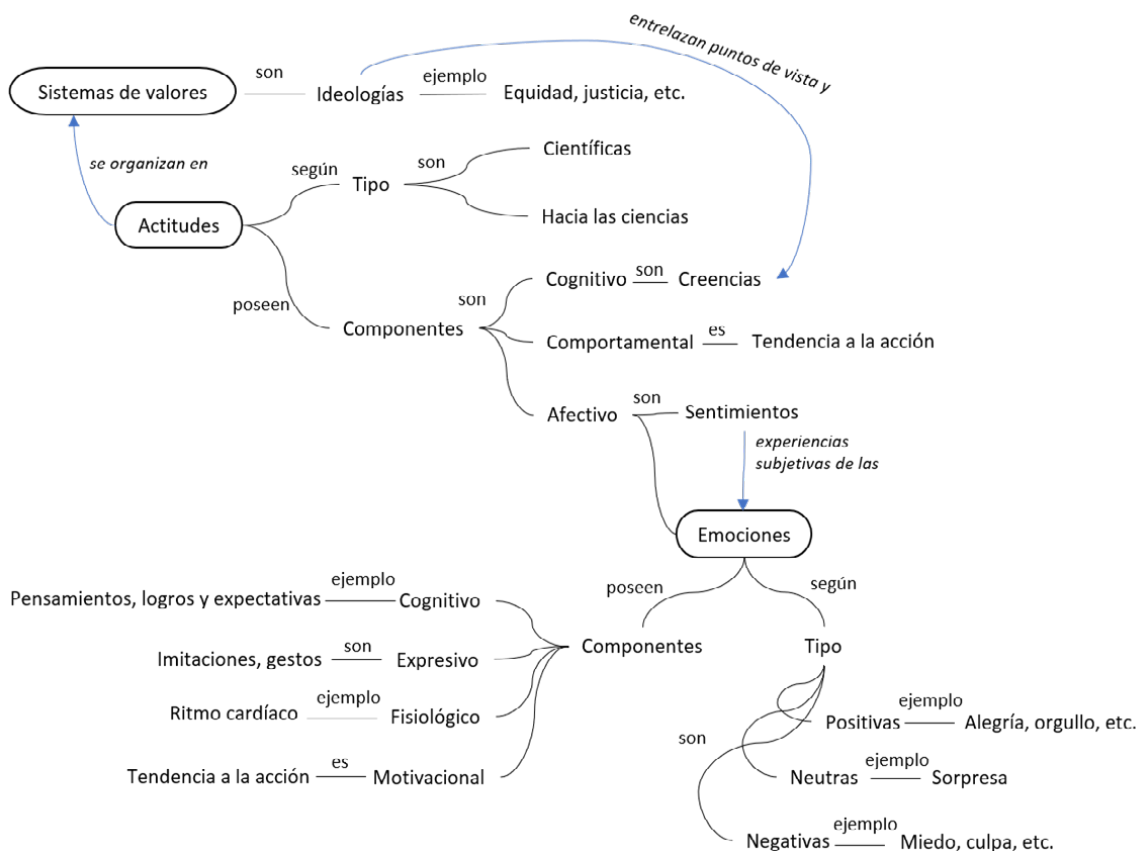 entrelazan puntos de vista y
son
ejemplo
Sistemas de valores
Ideologías
Equidad, justicia, etc.
se organizan en
Científicas
según
son
Tipo
Actitudes
Hacia las ciencias
poseen
son
Cognitivo
son
Creencias
Componentes
es
Comportamental
Tendencia a la acción
son
Afectivo
Sentimientos
experiencias
subjetivas de las
Emociones
poseen
según
ejemplo
Pensamientos, logros y expectativas
Cognitivo
Componentes
Tipo
son
Imitaciones, gestos
Expresivo
ejemplo
Ritmo cardíaco
Fisiológico
es
Tendencia a la acción
Motivacional
son
ejemplo
Positivas
Alegría, orgullo, etc.
ejemplo
Neutras
Sorpresa
ejemplo
Negativas
Miedo, culpa, etc.